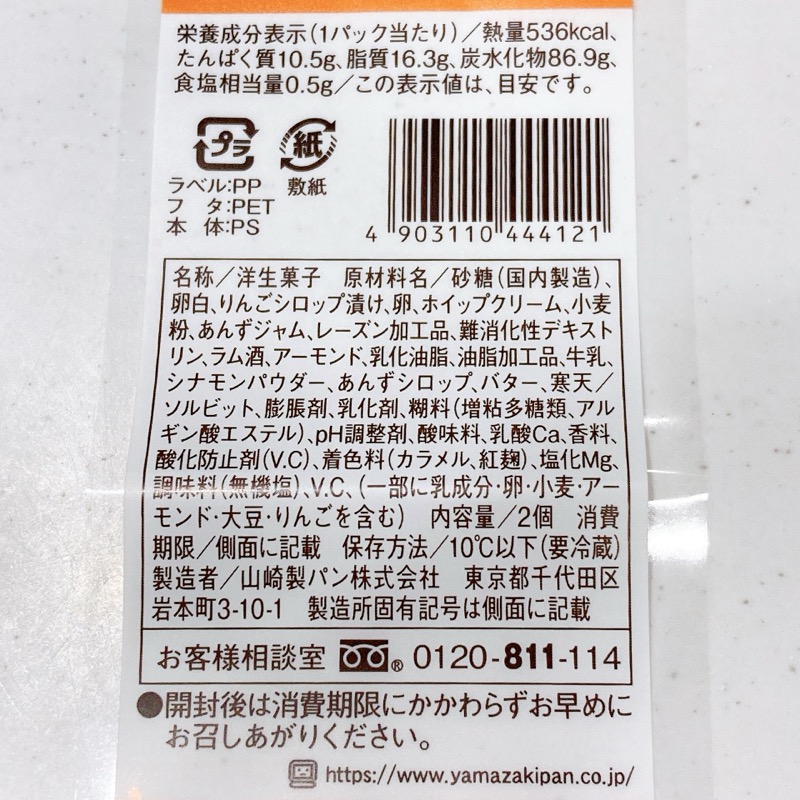 栄養成分表示(1パック当たり)／熱量536kcal、
たんぱく質10.5g、脂質16.3g、炭水化物86.9g、
食塩相当量0.5g／この表示値は、目安です。
プラ 紙
ラベル:PP 敷紙
フタ:PET
本体:PS
4 903110 444121
名称／洋生菓子 原材料名／砂糖(国内製造)、
卵白、りんごシロップ漬け、卵、ホイップクリーム、小麦
粉、あんずジャム、レーズン加工品、難消化性デキスト
リン、ラム酒、アーモンド、乳化油脂、油脂加工品、牛乳、
シナモンパウダー、あんずシロップ、バター、寒天／
ソルビット、膨脹剤、乳化剤、糊料(増粘多糖類、アル
ギン酸エステル)、pH調整剤、酸味料、乳酸Ca、香料、
酸化防止剤(V.C)、着色料(カラメル、紅麹)、塩化Mg、
調味料(無機塩)、V.C、(一部に乳成分・卵・小麦・アー
モンド・大豆・りんごを含む) 内容量／2個 消費
期限／側面に記載 保存方法／10℃以下(要冷蔵)
製造者／山崎製パン株式会社 東京都千代田区
岩本町3-10-1 製造所固有記号は側面に記載
お客様相談室 ® 0120-811-114
●開封後は消費期限にかかわらずお早めに
お召しあがりください。
https://www.yamazakipan.co.jp/